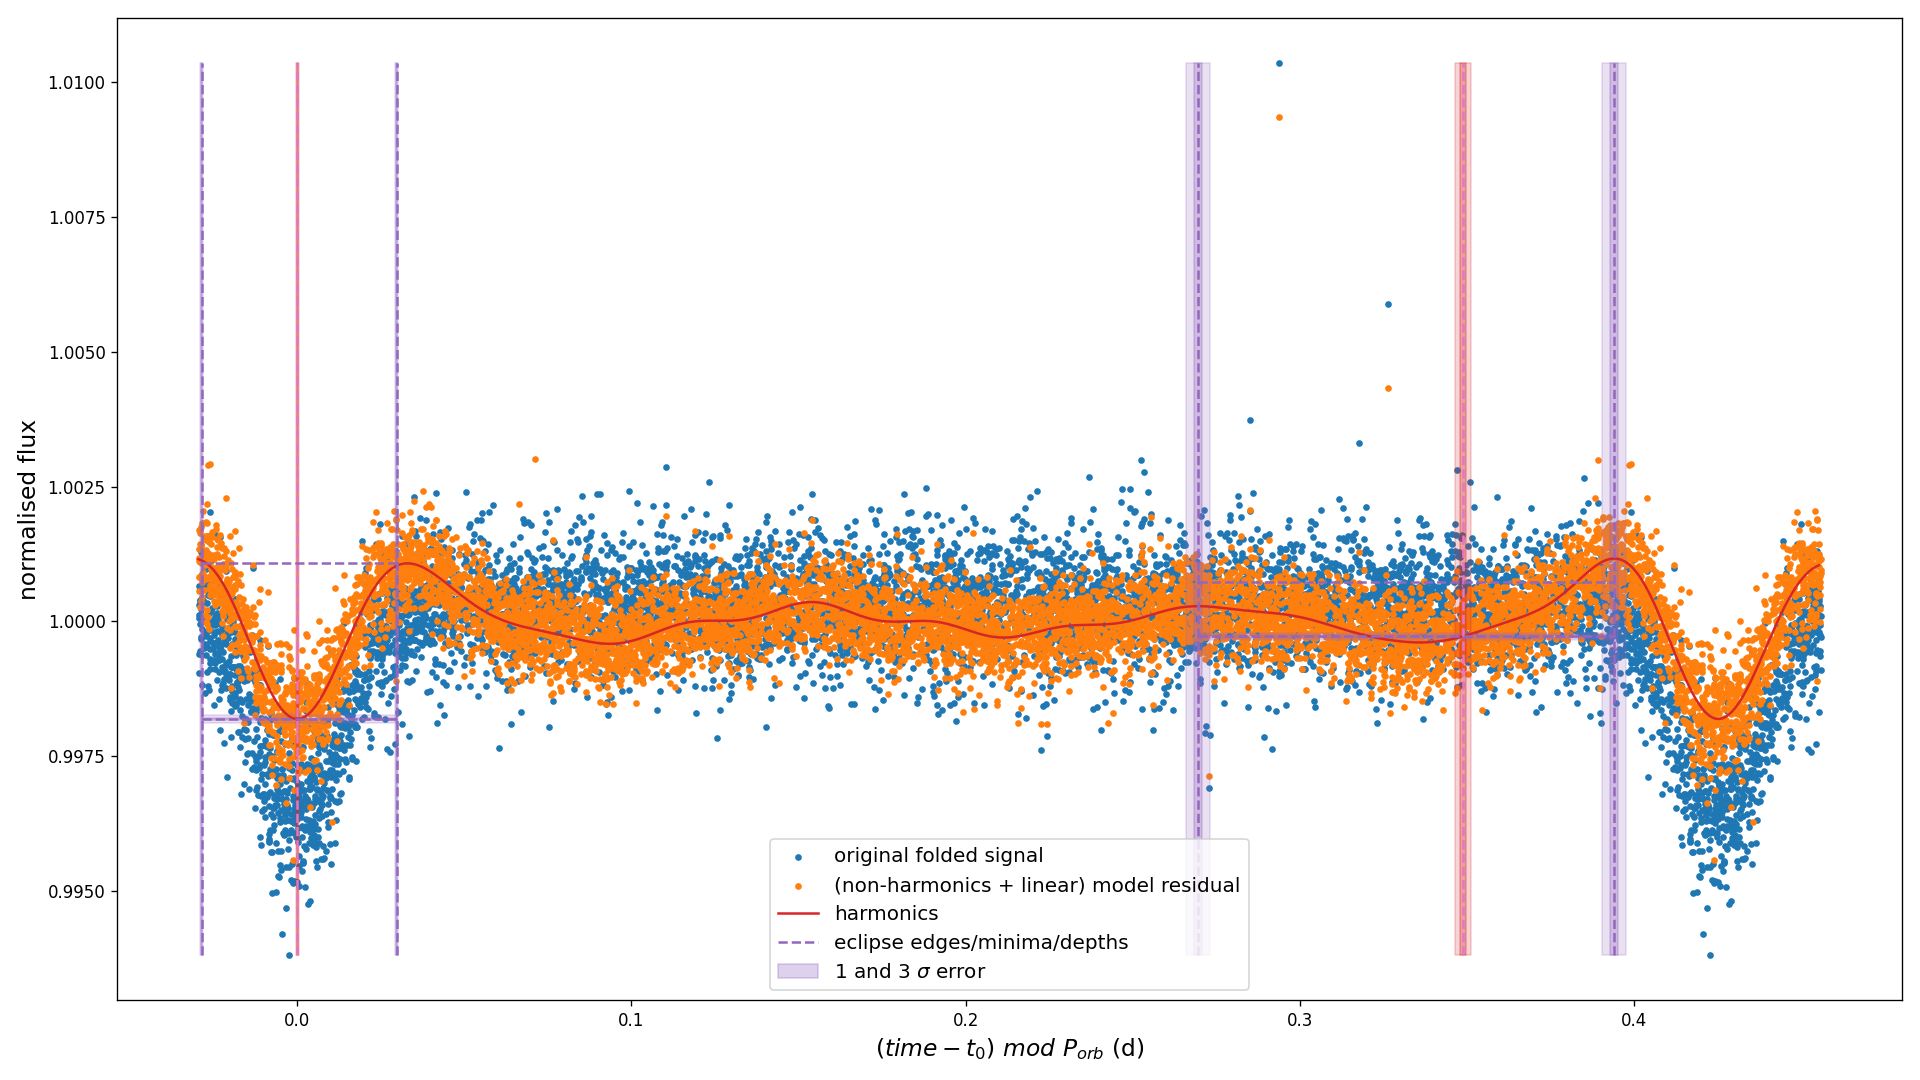 normalised flux
1.0100
1.0075
1.0050
1.0025
1.0000
0.9975
0.9950
original folded signal
(non-harmonics + linear) model residual
harmonics
eclipse edges/minima/depths
1 and 3 σ error
0.0 0.1 0.2 0.3 0.4
(time − t₀) mod Pₒᵣb (d)